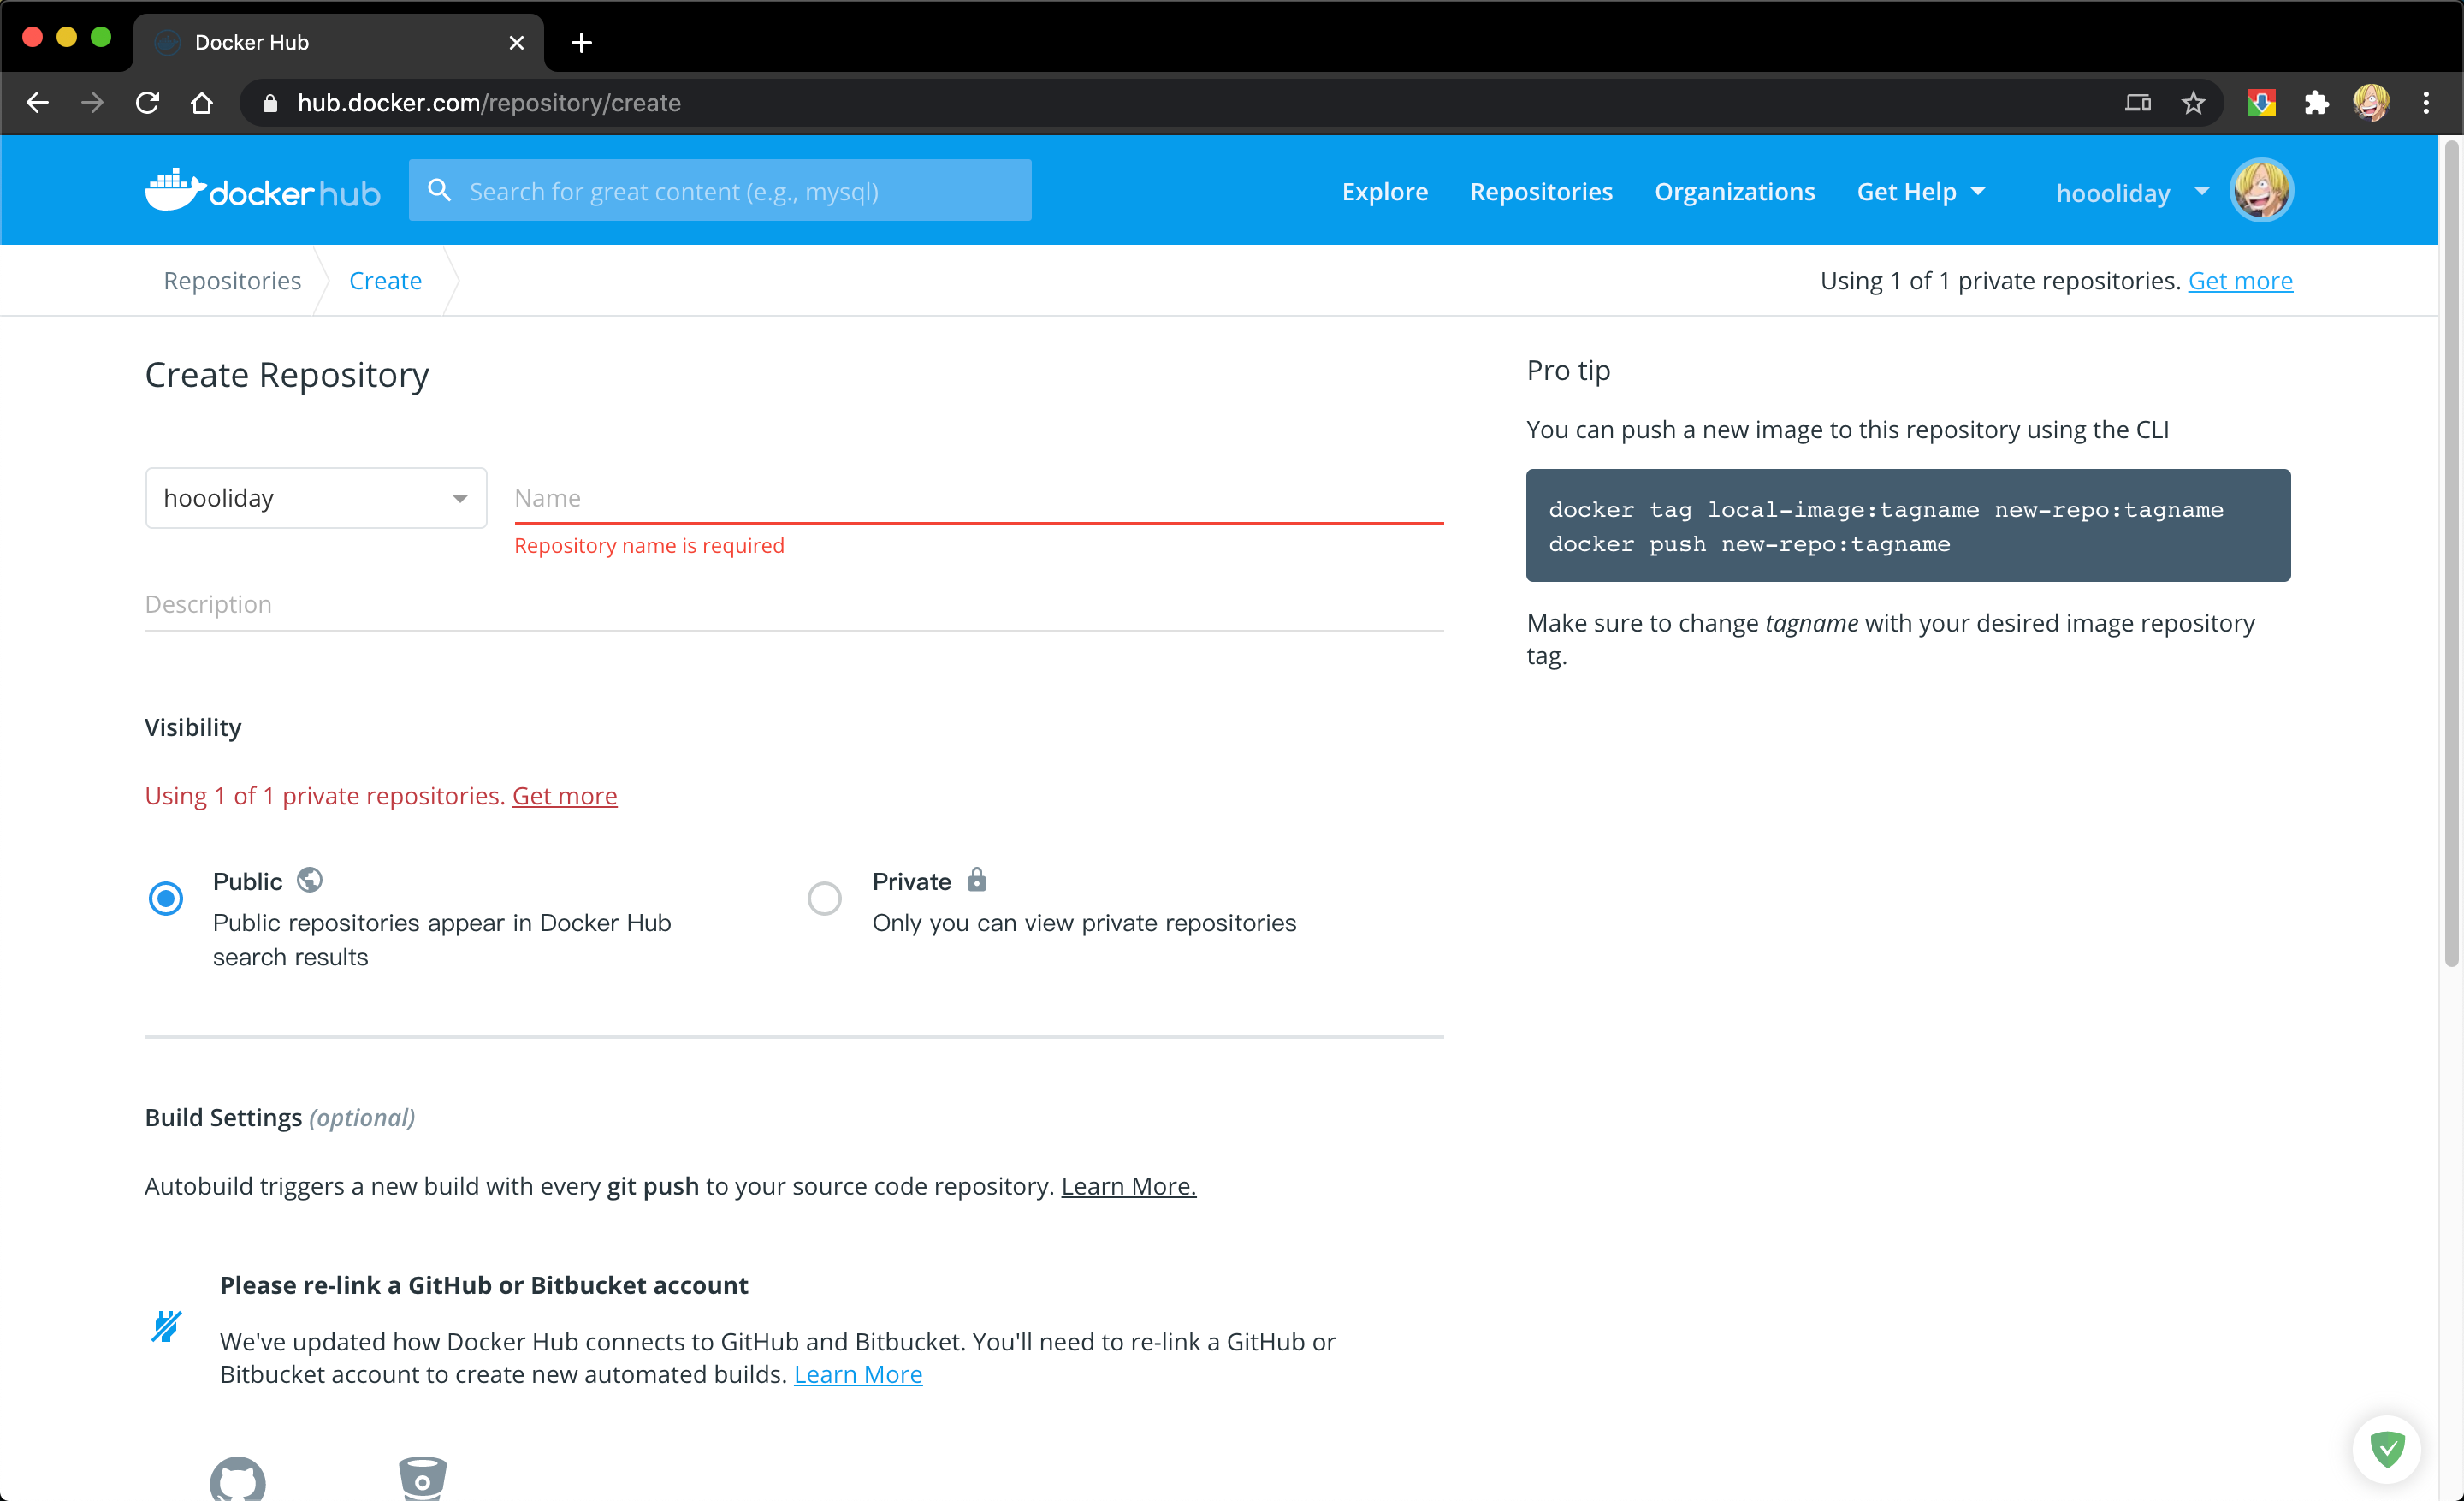 Docker Hub
hub.docker.com/repository/create
docker hub
Search for great content (e.g., mysql)
Explore
Repositories
Organizations
Get Help
hoooliday
Repositories
Create
Using 1 of 1 private repositories. Get more
Create Repository
hoooliday
Name
Repository name is required
Description
Visibility
Using 1 of 1 private repositories. Get more
Public
Public repositories appear in Docker Hub
search results
Private
Only you can view private repositories
Build Settings (optional)
Autobuild triggers a new build with every git push to your source code repository. Learn More.
Please re-link a GitHub or Bitbucket account
We've updated how Docker Hub connects to GitHub and Bitbucket. You'll need to re-link a GitHub or
Bitbucket account to create new automated builds. Learn More
Pro tip
You can push a new image to this repository using the CLI
docker tag local-image:tagname new-repo:tagname
docker push new-repo:tagname
Make sure to change tagname with your desired image repository
tag.